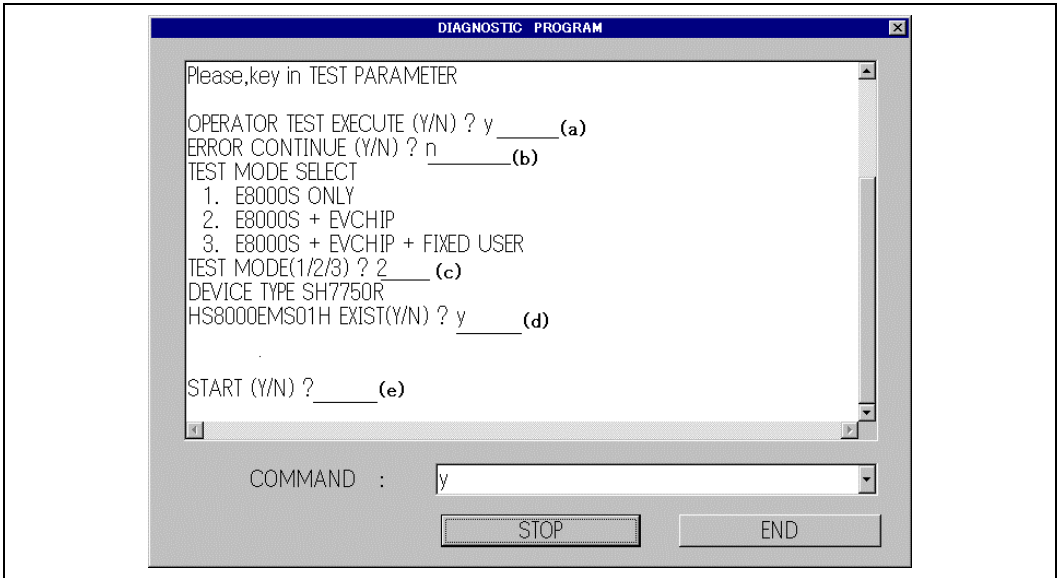 DIAGNOSTIC PROGRAM
Please,key in TEST PARAMETER
OPERATOR TEST EXECUTE (Y/N) ? y (a)
ERROR CONTINUE (Y/N) ? n (b)
TEST MODE SELECT
1. E8000S ONLY
2. E8000S + EVCHIP
3. E8000S + EVCHIP + FIXED USER
TEST MODE(1/2/3) ? 2 (c)
DEVICE TYPE SH7750R
HS8000EMS01H EXIST(Y/N) ? y (d)
START (Y/N) ? (e)
COMMAND : y
STOP END